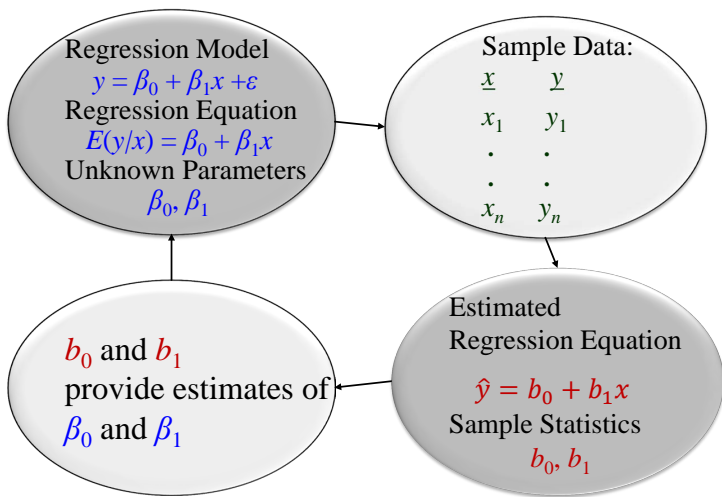 Regression Model
y = β₀ + β₁x +ε
Regression Equation
E(y/x) = β₀ + β₁x
Unknown Parameters
β₀, β₁
Sample Data:
x y
x₁ y₁
. .
. .
xₙ yₙ
Estimated
Regression Equation
ŷ = b₀ + b₁x
Sample Statistics
b₀, b₁
b₀ and b₁
provide estimates of
β₀ and β₁